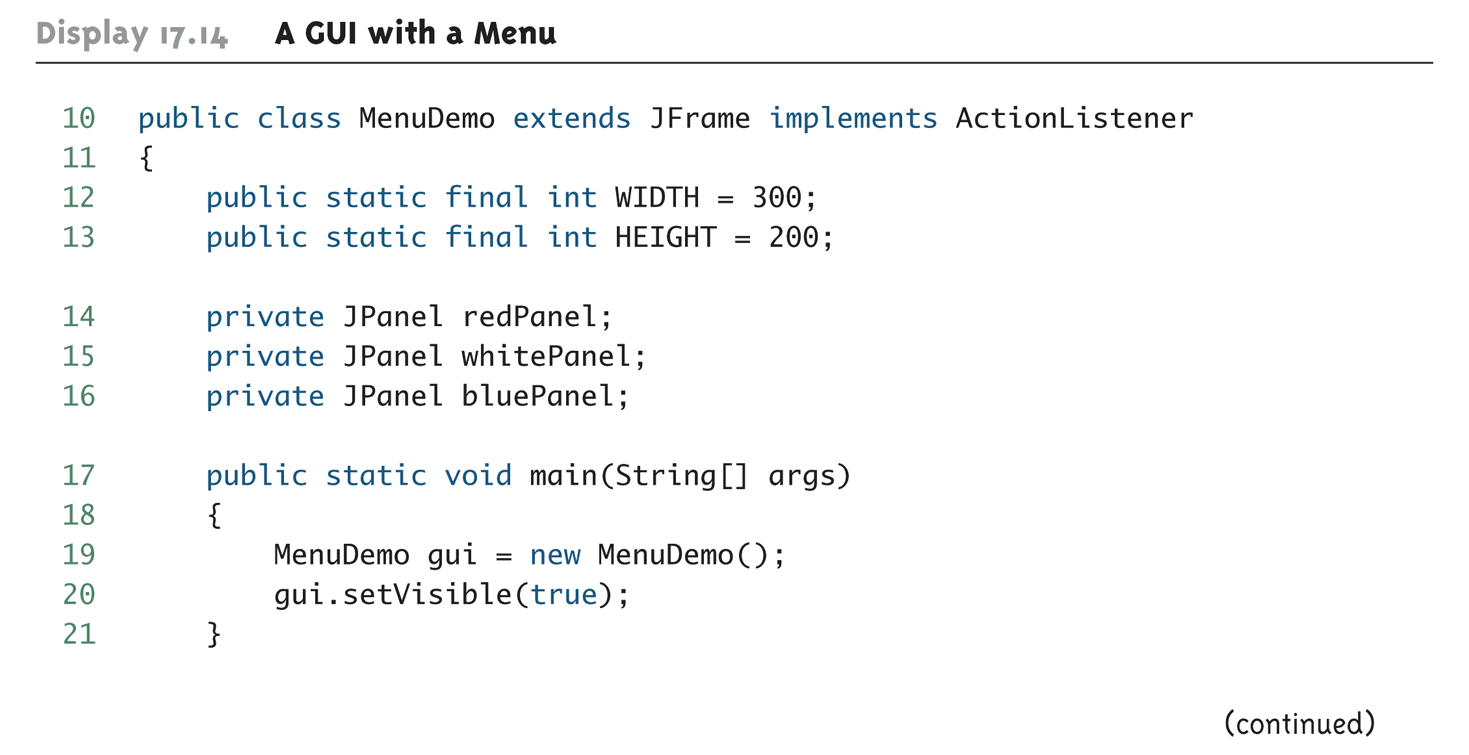 Display 17.14 A GUI with a Menu
10 public class MenuDemo extends JFrame implements ActionListener
11 {
12 public static final int WIDTH = 300;
13 public static final int HEIGHT = 200;
14 private JPanel redPanel;
15 private JPanel whitePanel;
16 private JPanel bluePanel;
17 public static void main(String[] args)
18 {
19 MenuDemo gui = new MenuDemo();
20 gui.setVisible(true);
21 }
(continued)